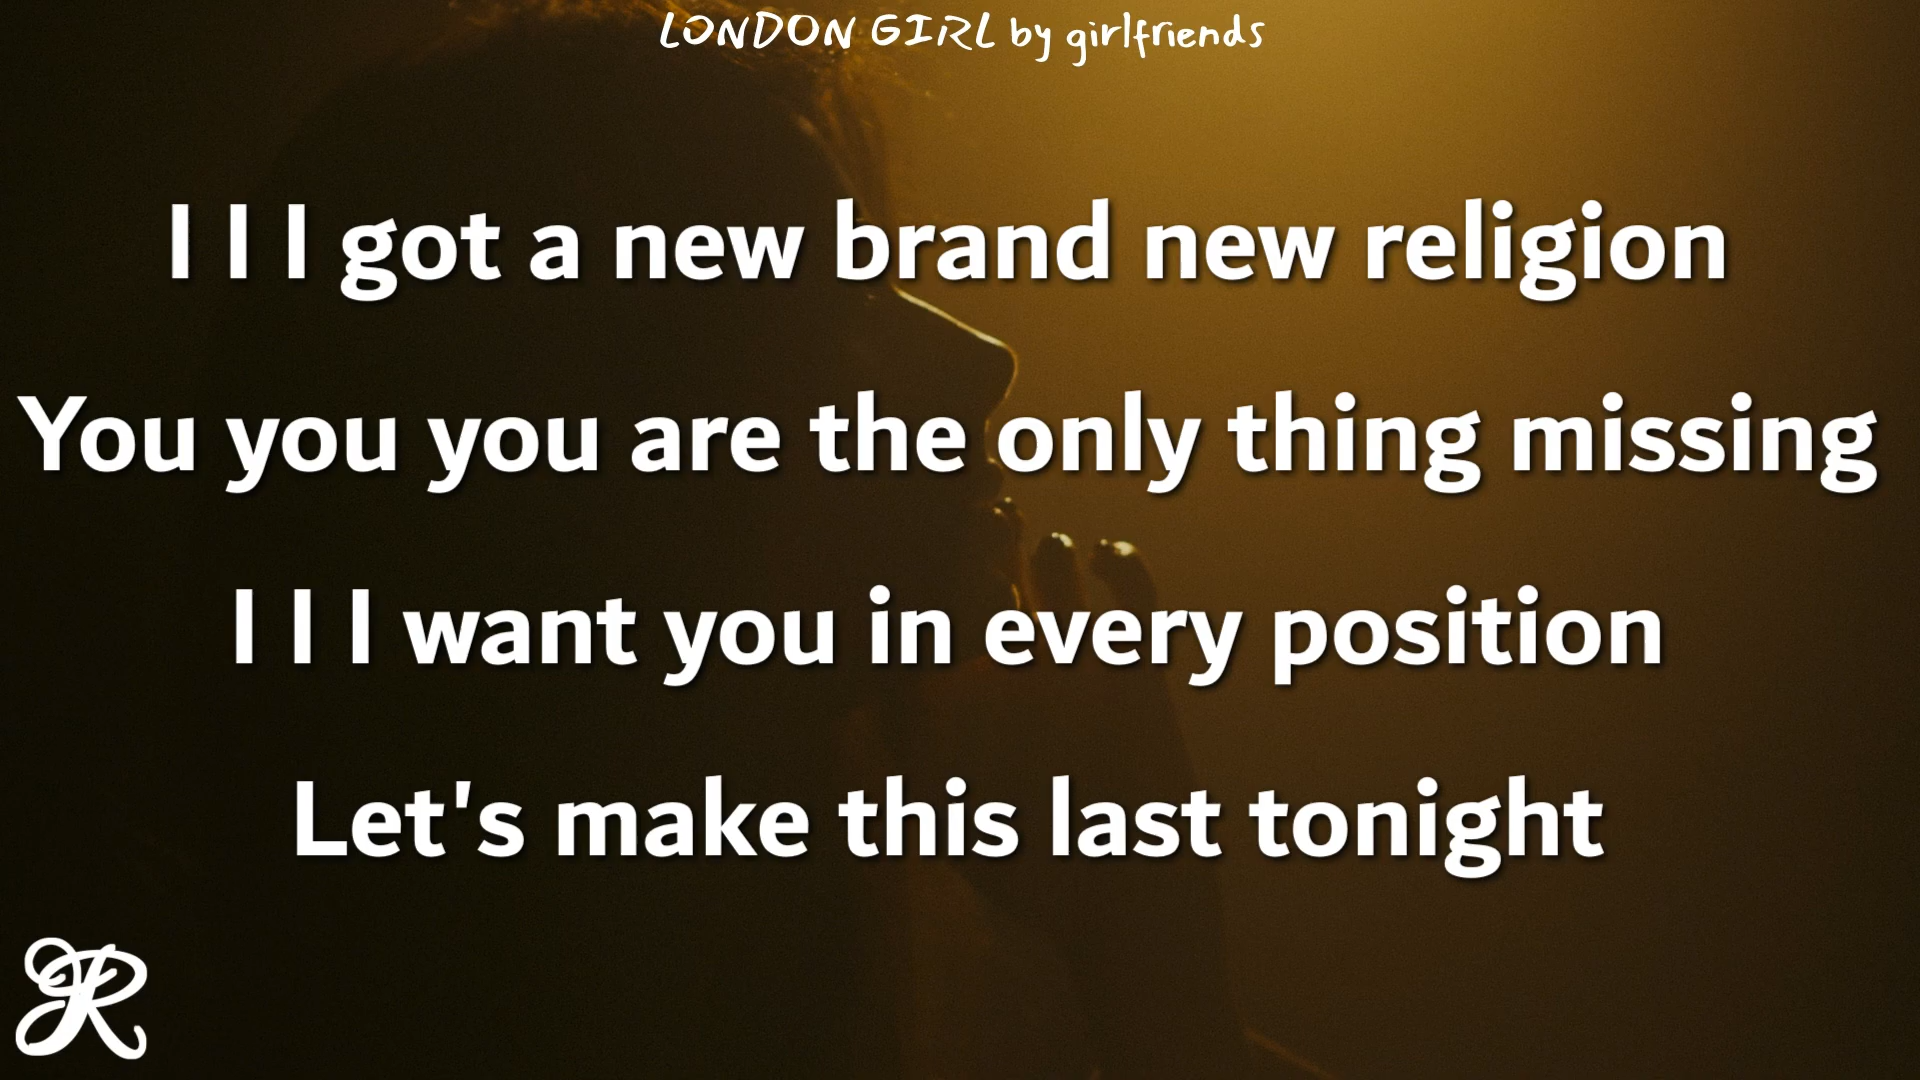 LONDON GIRL by girlfriends
I I I got a new brand new religion
You you you are the only thing missing
I I I want you in every position
Let's make this last tonight
R